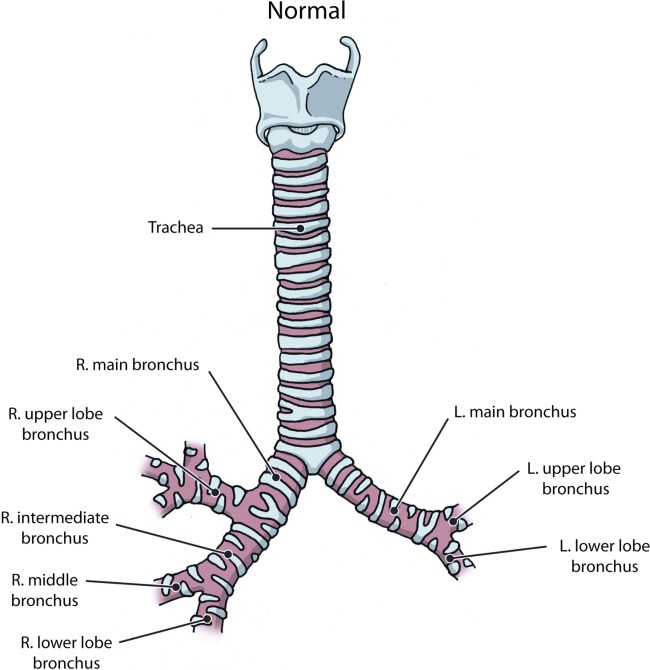 Normal
Trachea
R. main bronchus
R. upper lobe
bronchus
L. main bronchus
L. upper lobe
bronchus
R. intermediate
bronchus
L. lower lobe
bronchus
R. middle
bronchus
R. lower lobe
bronchus